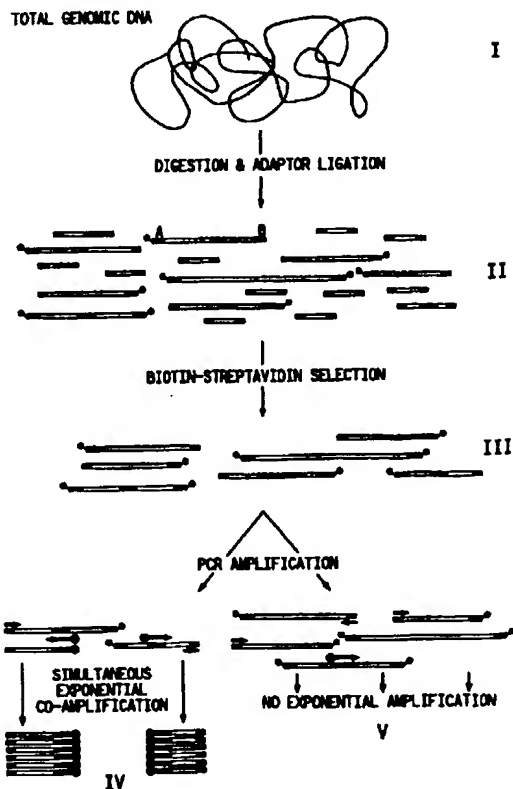 TOTAL GENOMIC DNA
I
DIGESTION & ADAPTOR LIGATION
A B
II
BIOTIN-STREPTAVIDIN SELECTION
III
PCR AMPLIFICATION
SIMULTANEOUS
EXPONENTIAL
CO-AMPLIFICATION
NO EXPONENTIAL AMPLIFICATION
V
IV